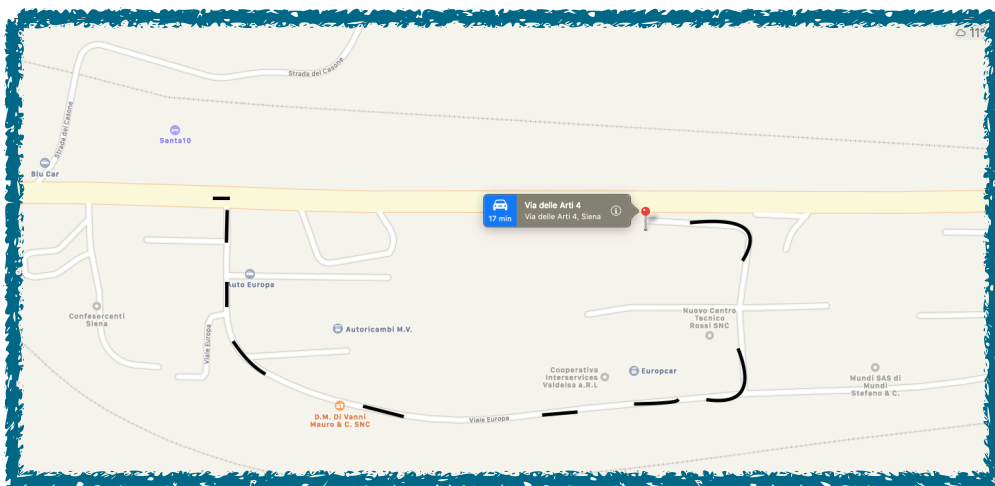 11°
Strada del Casone
Strada del Casone
Santa10
Blu Car
Via delle Arti 4
17 min
Via delle Arti 4, Siena
Auto Europa
Confesercenti
Siena
Nuovo Centro
Tecnico
Rossi SNC
Autoricambi M.V.
Viale Europa
Cooperativa
Interservices
Valdelsa a.R.L
Europcar
Mundi SAS di
Mundi
Stefano & C.
D.M. Di Vanni
Mauro & C. SNC
Viale Europa